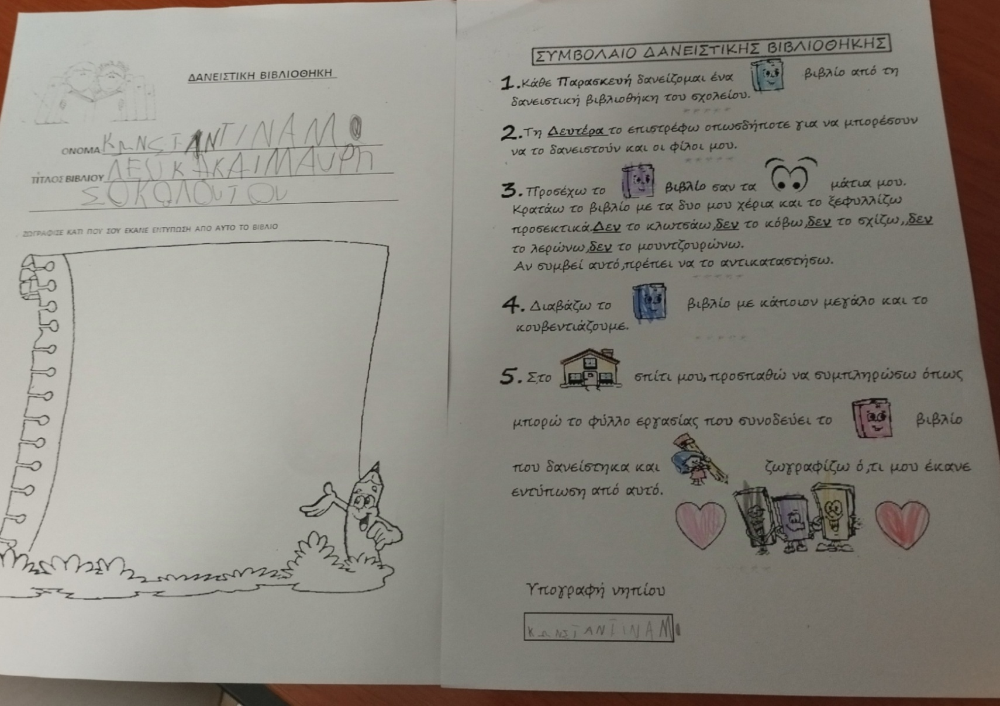 ΔΑΝΕΙΣΤΙΚΗ ΒΙΒΛΙΟΘΗΚΗ
ΟΝΟΜΑ ΚΩΝΣΤΑΝΤΙΝΑ Μ.
ΤΙΤΛΟΣ ΒΙΒΛΙΟΥ ΛΕΥΚΑ ΚΑΙ ΜΑΥΡΗ
ΣΟΚΟΛΟΥΤΟΥ
ΖΩΓΡΑΦΙΣΕ ΚΑΤΙ ΠΟΥ ΣΟΥ ΕΚΑΝΕ ΕΝΤΥΠΩΣΗ ΑΠΟ ΑΥΤΟ ΤΟ ΒΙΒΛΙΟ
ΣΥΜΒΟΛΑΙΟ ΔΑΝΕΙΣΤΙΚΗΣ ΒΙΒΛΙΟΘΗΚΗΣ
1. Κάθε Παρασκευή δανείζομαι ένα βιβλίο από τη
δανειστική βιβλιοθήκη του σχολείου.
2. Τη Δευτέρα το επιστρέφω οπωσδήποτε για να μπορέσουν
να το δανειστούν και οι φίλοι μου.
3. Προσέχω το βιβλίο σαν τα μάτια μου.
Κρατάω το βιβλίο με τα δυο μου χέρια και το ξεφυλλίζω
προσεκτικά.Δεν το κλωτσάω,δεν το κόβω,δεν το σχίζω,,δεν
το λερώνω,δεν το μουντζουρώνω.
Αν συμβεί αυτό,πρέπει να το αντικαταστήσω.
4. Διαβάζω το βιβλίο με κάποιον μεγάλο και το
κουβεντιάζουμε.
5. Στο σπίτι μου,προσπαθώ να συμπληρώσω όπως
μπορώ το φύλλο εργασίας που συνοδεύει το βιβλίο
που δανείστηκα και ζωγραφίζω ό,τι μου έκανε
εντύπωση από αυτό.
Υπογραφή νηπίου
ΚΩΝΣΤΑΝΤΙΝΑ Μ.